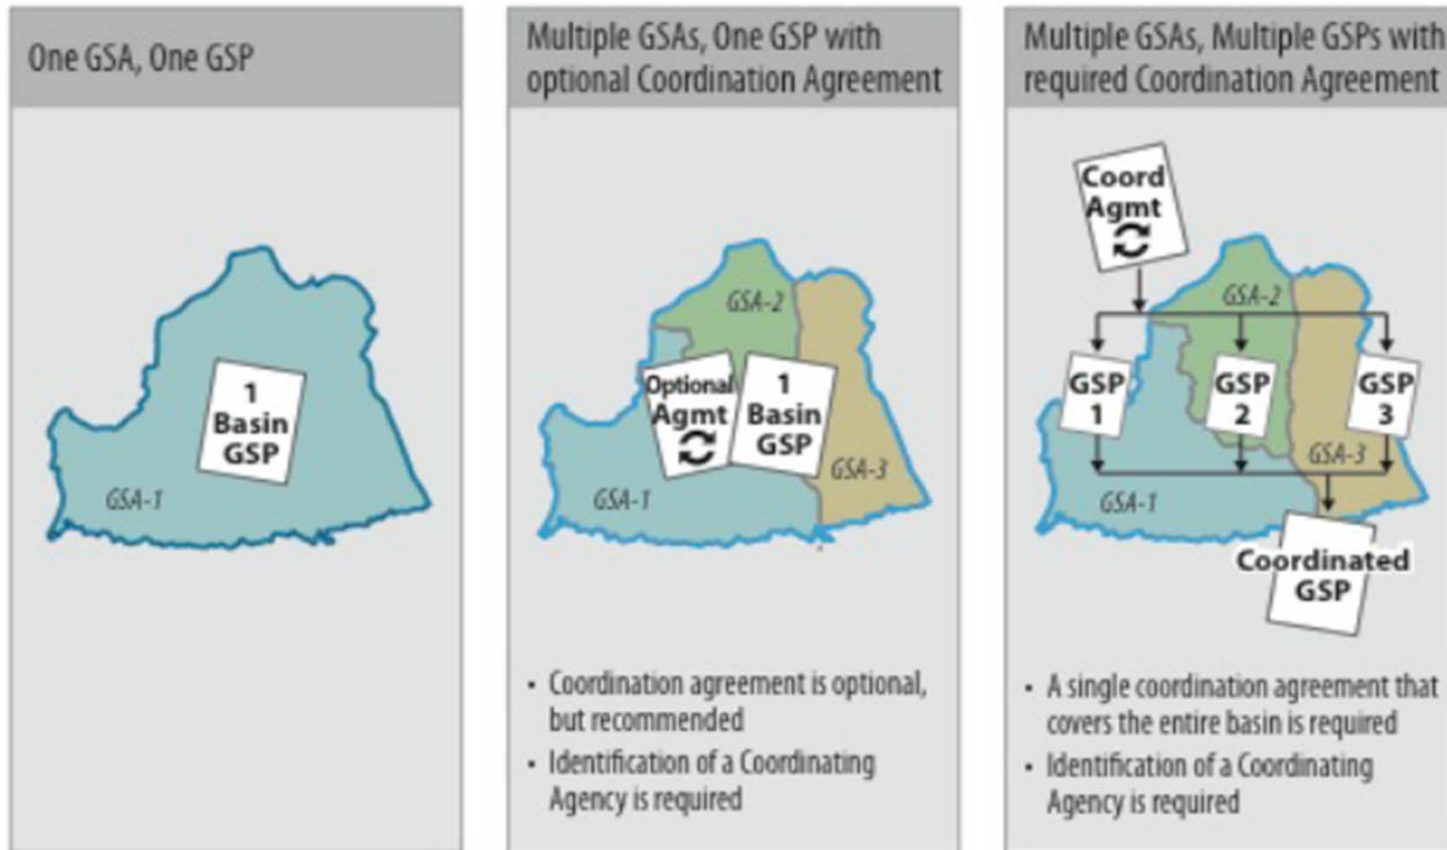 One GSA, One GSP
1
Basin
GSP
GSA-1
Multiple GSAs, One GSP with
optional Coordination Agreement
GSA-2
Optional
Agmt
1
Basin
GSP
GSA-3
GSA-1
• Coordination agreement is optional,
but recommended
• Identification of a Coordinating
Agency is required
Multiple GSAs, Multiple GSPs with
required Coordination Agreement
Coord
Agmt
GSA-2
GSP
1
GSP
2
GSP
3
GSA-3
GSA-1
Coordinated
GSP
• A single coordination agreement that
covers the entire basin is required
• Identification of a Coordinating
Agency is required